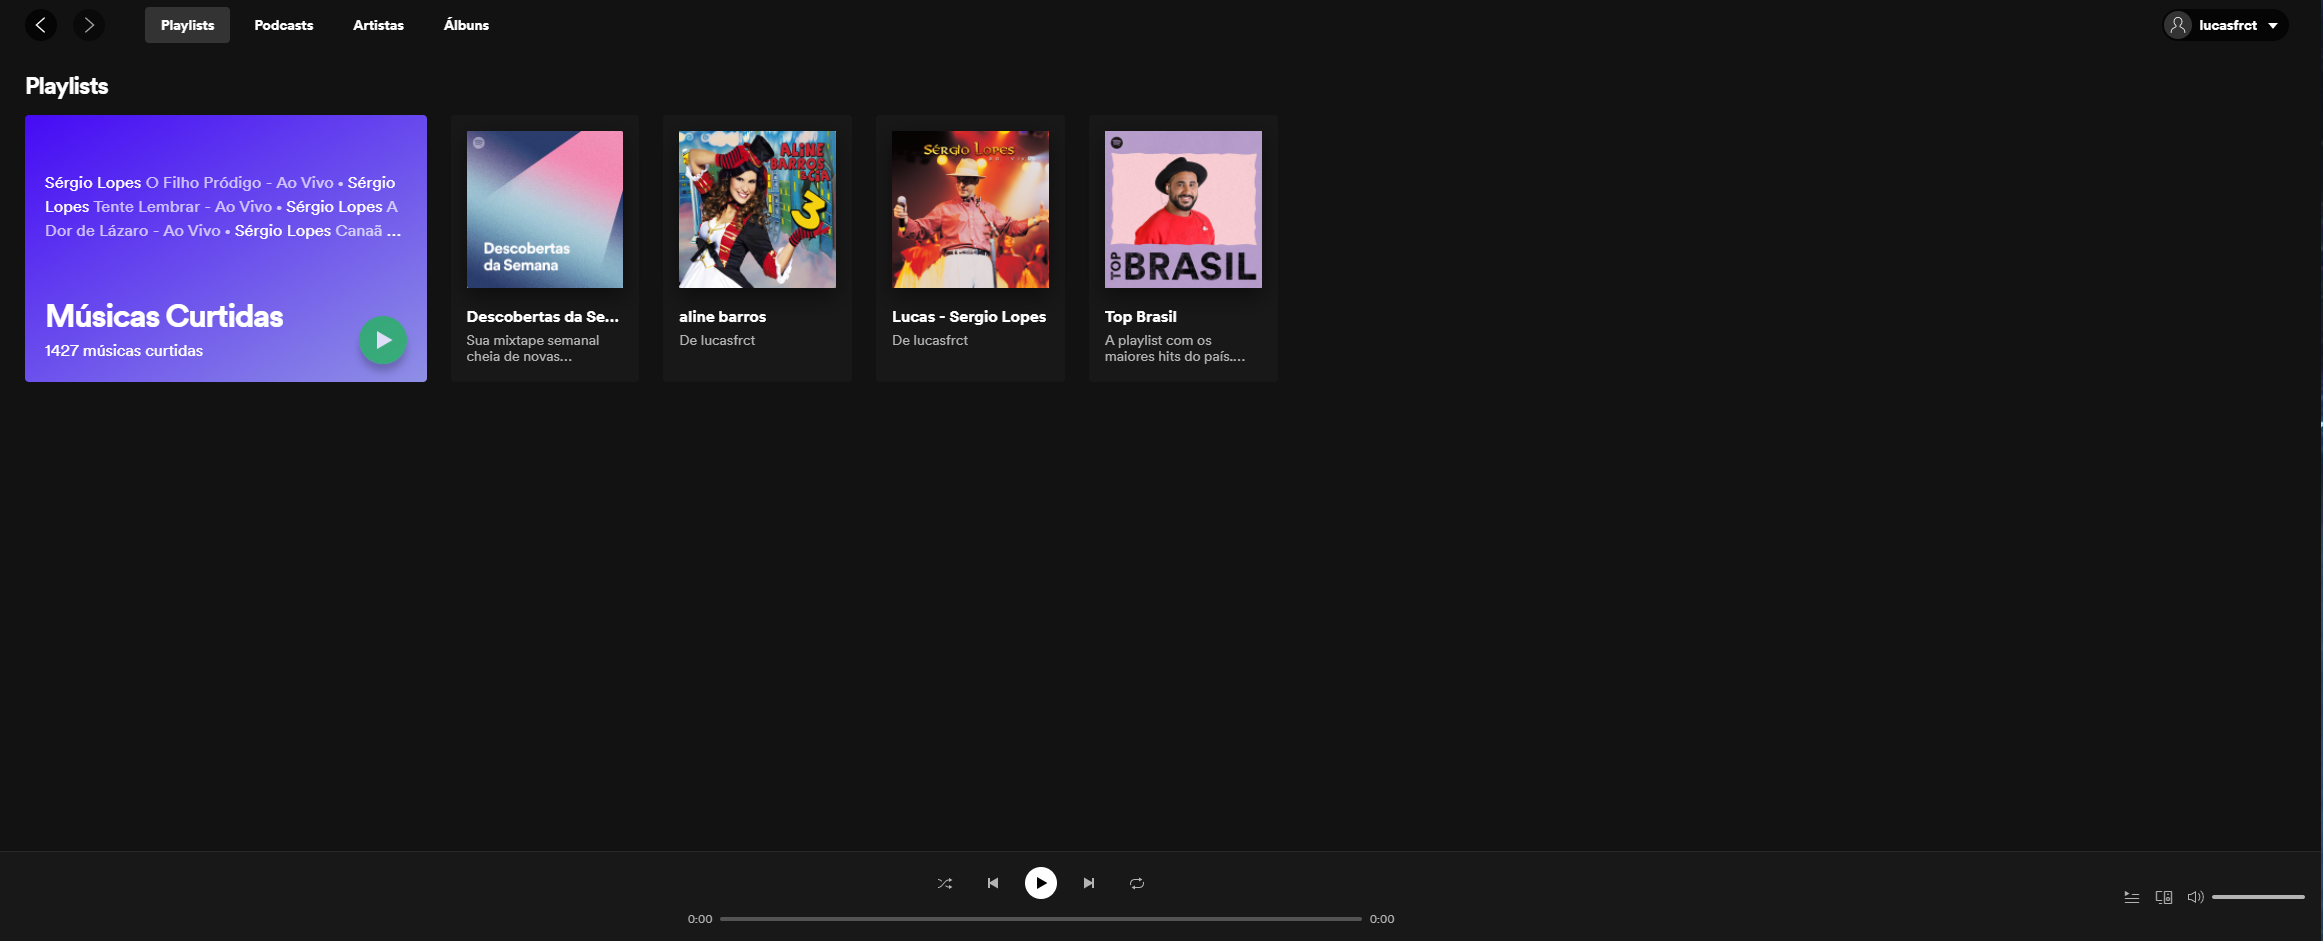 Playlists
Podcasts
Artistas
Álbuns
lucasfrct
Playlists
Sérgio Lopes O Filho Pródigo - Ao Vivo • Sérgio
Lopes Tente Lembrar - Ao Vivo • Sérgio Lopes A
Dor de Lázaro - Ao Vivo • Sérgio Lopes Canaã ...
Músicas Curtidas
1427 músicas curtidas
Descobertas
da Semana
Descobertas da Se...
Sua mixtape semanal
cheia de novas...
ALINE
BARROS
& CIA
3
aline barros
De lucasfrct
Sérgio Lopes
AO VIVO
Lucas - Sergio Lopes
De lucasfrct
TOP BRASIL
Top Brasil
A playlist com os
maiores hits do país....
0:00
0:00